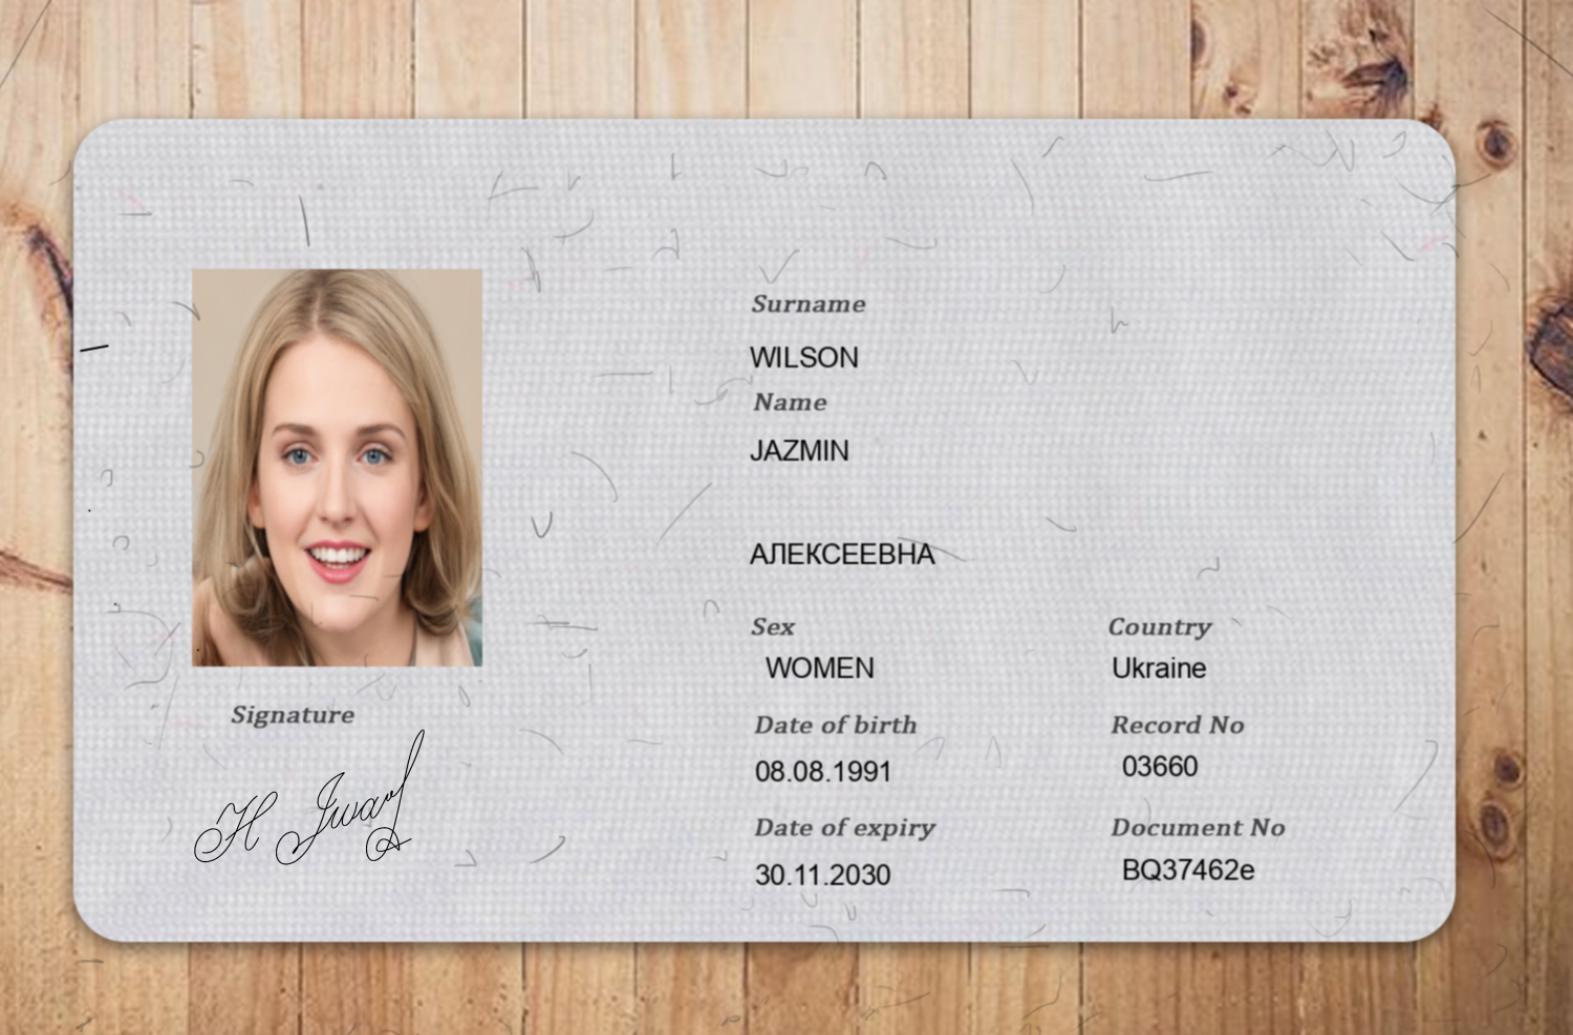 Surname
WILSON
Name
JAZMIN
АЛЕКСЕЕВНА
Sex Country
WOMEN Ukraine
Signature
Date of birth Record No
08.08.1991 03660
Date of expiry Document No
30.11.2030 BQ37462e